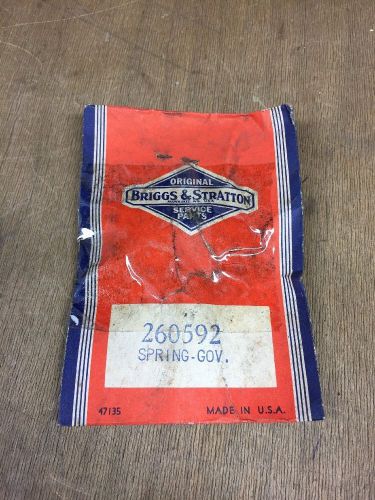 ORIGINAL
BRIGGS & STRATTON
SERVICE
PARTS
260592
SPRING-GOV.
47135 MADE IN U.S.A.